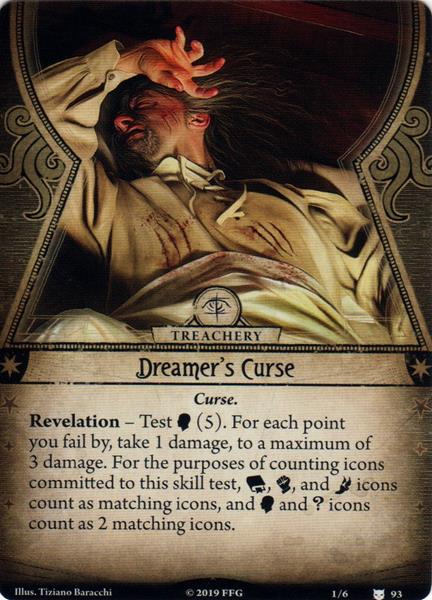 TREACHERY
Dreamer's Curse
Curse.
Revelation – Test (5). For each point
you fail by, take 1 damage, to a maximum of
3 damage. For the purposes of counting icons
committed to this skill test, , , and icons
count as matching icons, and and ? icons
count as 2 matching icons.
Illus. Tiziano Baracchi © 2019 FFG 1/6 93